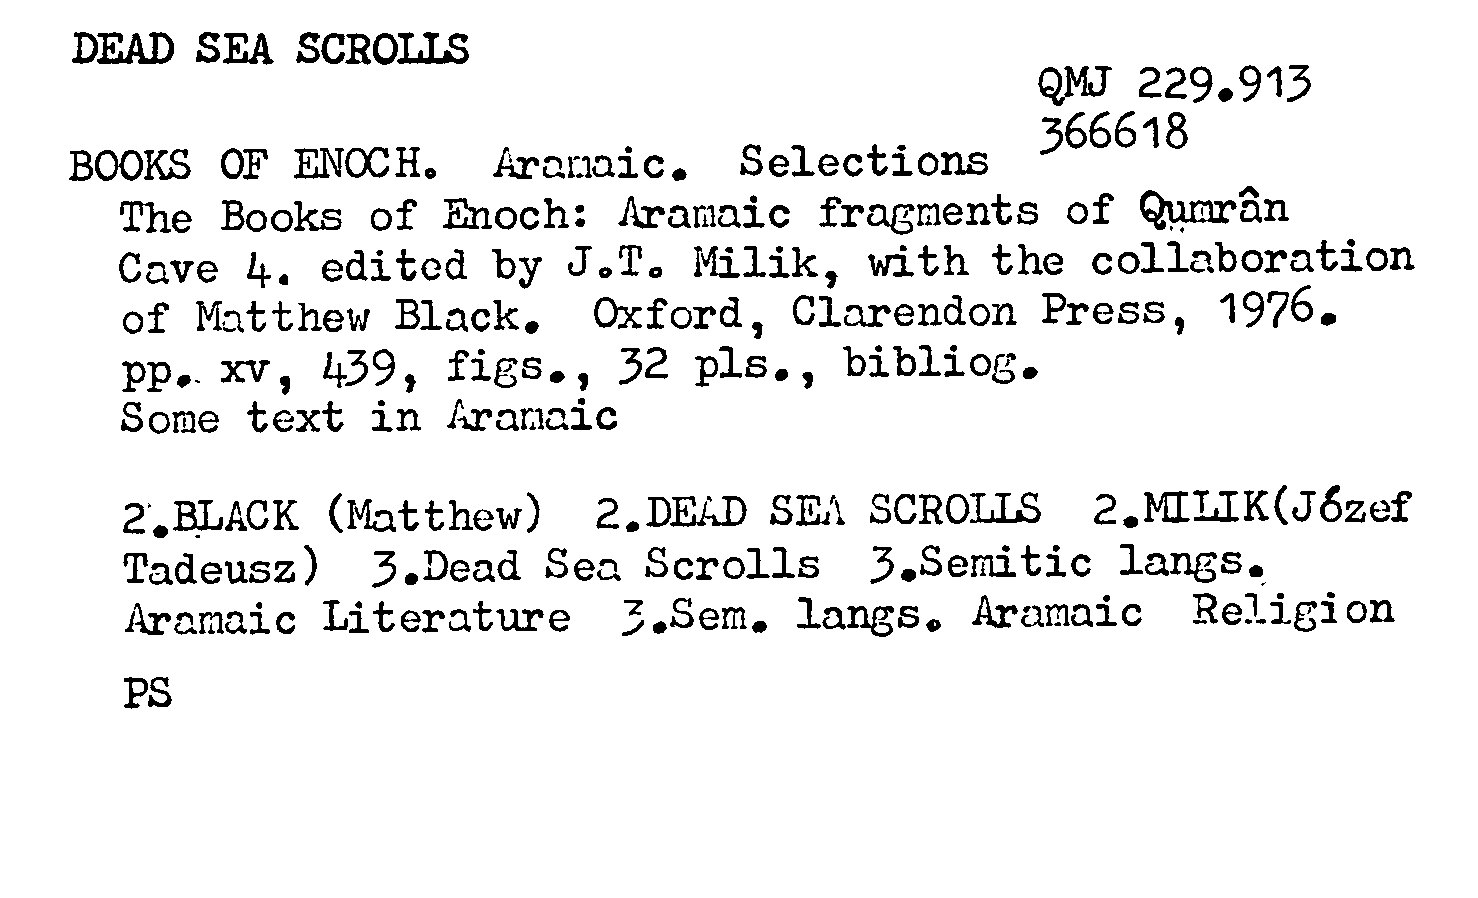 DEAD SEA SCROLLS
QMJ 229.913
366618
BOOKS OF ENOCH. Aramaic. Selections
The Books of Enoch: Aramaic fragments of Qumrân
Cave 4. edited by J.T. Milik, with the collaboration
of Matthew Black. Oxford, Clarendon Press, 1976.
pp. xv, 439, figs., 32 pls., bibliog.
Some text in Aramaic
2.BLACK (Matthew) 2.DEAD SEA SCROLLS 2.MILIK(Józef
Tadeusz) 3.Dead Sea Scrolls 3.Semitic langs.
Aramaic Literature 3.Sem. langs. Aramaic Religion
PS